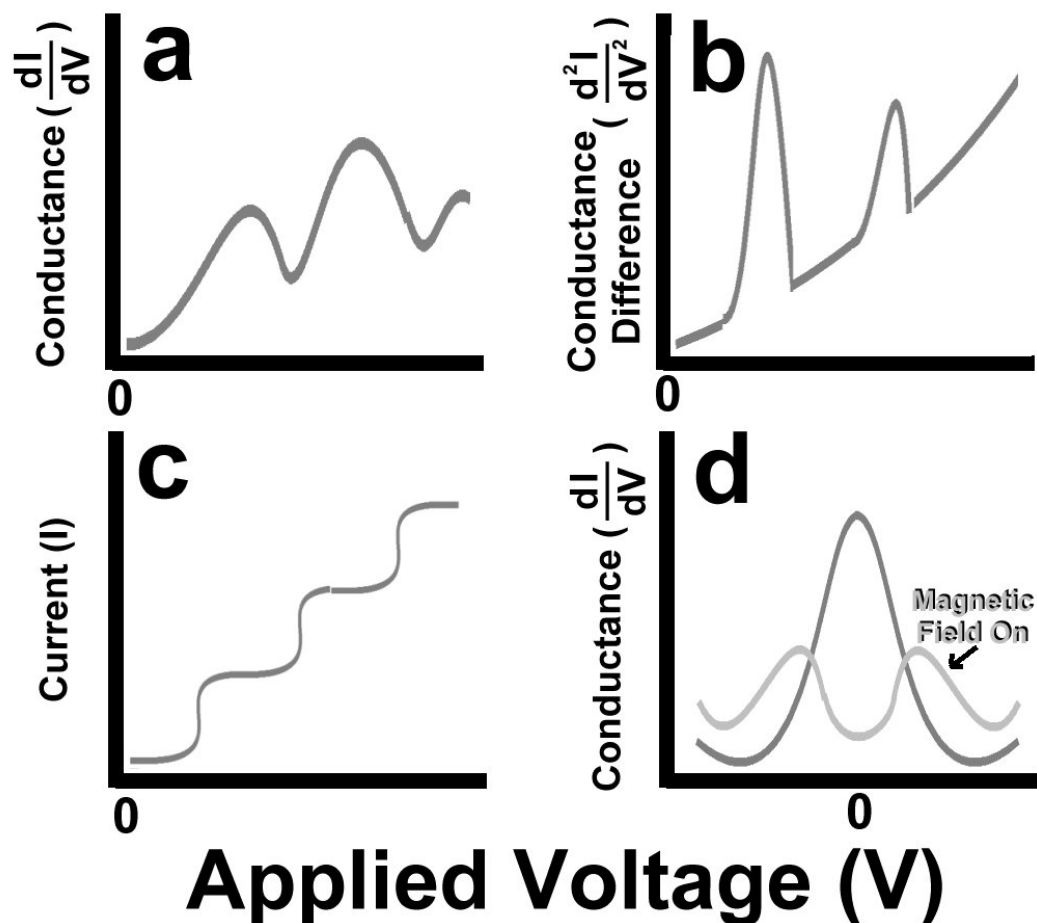 a
Conductance (dI/dV)
0
b
Conductance (d²I/dV²)
Difference
0
c
Current (I)
0
d
Conductance (dI/dV)
Magnetic
Field On
0
Applied Voltage (V)